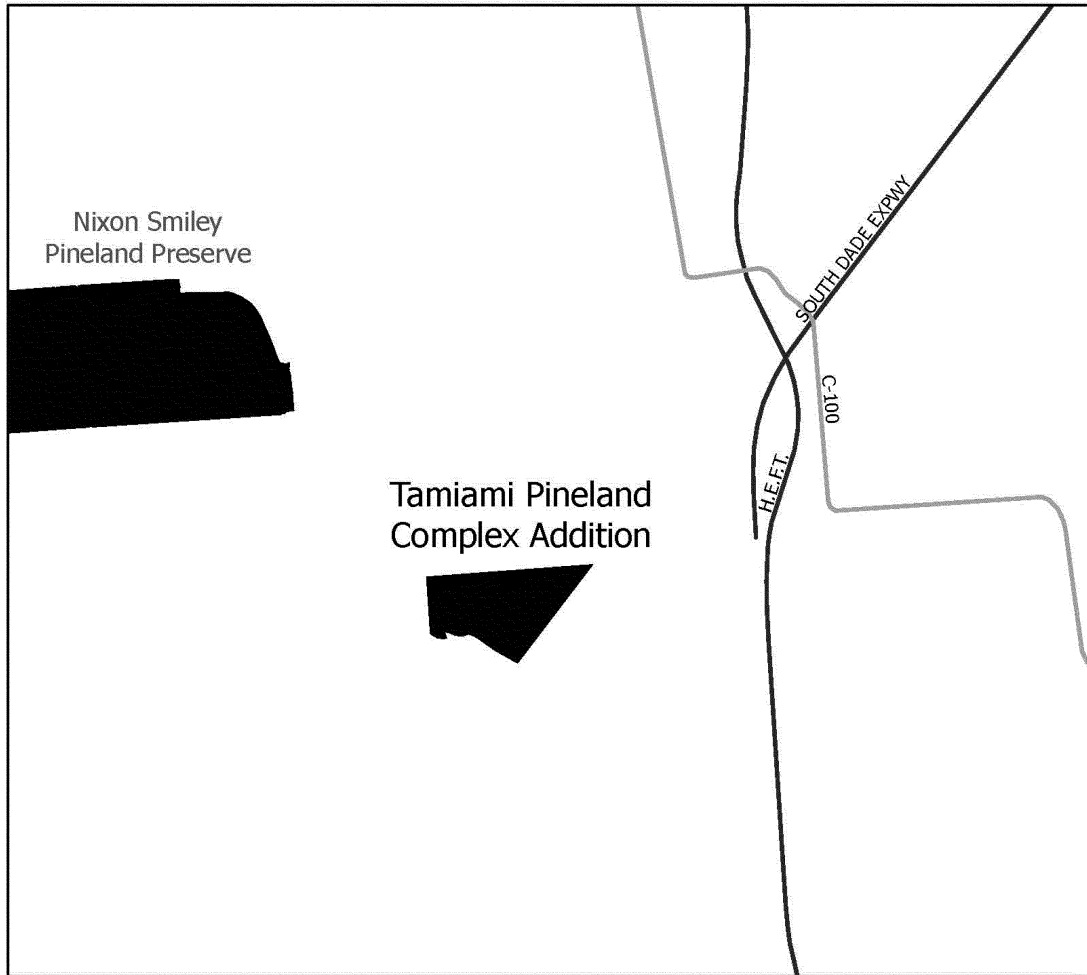 Nixon Smiley
Pineland Preserve
SOUTH DADE EXPWY
C-100
H.E.F.T.
Tamiami Pineland
Complex Addition